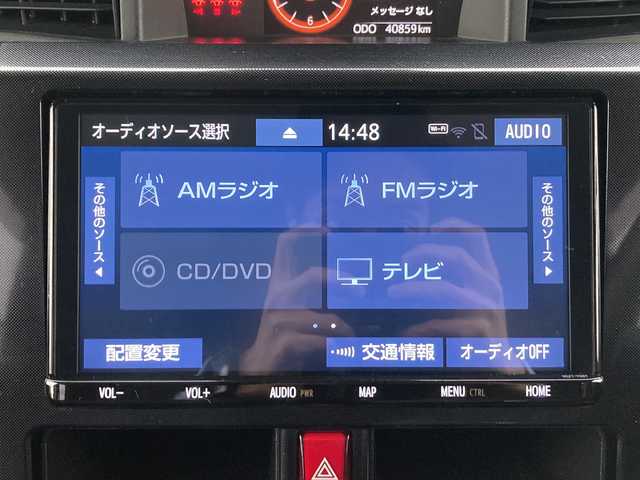 メッセージ なし
6
ODO 40859km
オーディオソース選択
14:48
Wi-Fi
AUDIO
その他のソース
AMラジオ
FMラジオ
その他のソース
CD/DVD
テレビ
配置変更
交通情報
オーディオOFF
VOL-
VOL+
AUDIO PWR
MAP
MENU CTRL
HOME